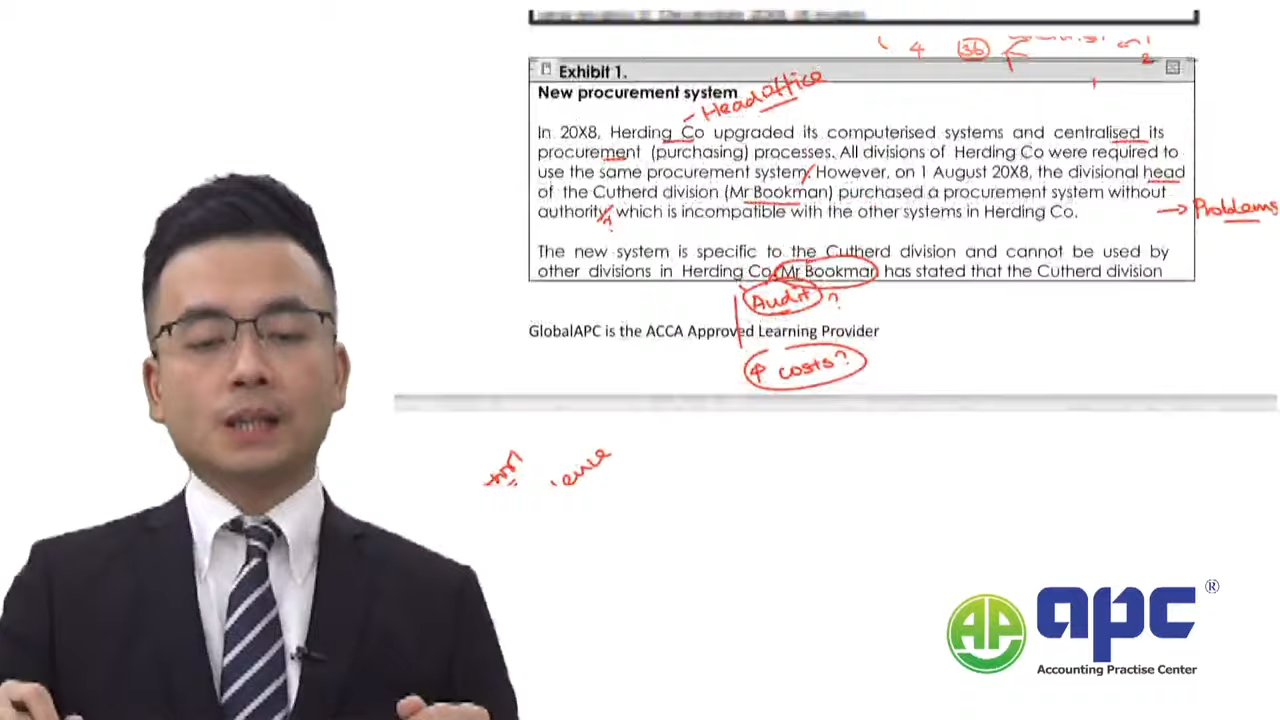 Exhibit 1.
Head office
New procurement system
In 20X8, Herding Co upgraded its computerised systems and centralised its
procurement (purchasing) processes. All divisions of Herding Co were required to
use the same procurement system. However, on 1 August 20X8, the divisional head
of the Cutherd division (Mr Bookman) purchased a procurement system without
authority, which is incompatible with the other systems in Herding Co.
→ Problems
The new system is specific to the Cutherd division and cannot be used by
other divisions in Herding Co. Mr Bookman has stated that the Cutherd division
Audit ?
GlobalAPC is the ACCA Approved Learning Provider
costs?
apc®
Accounting Practise Center